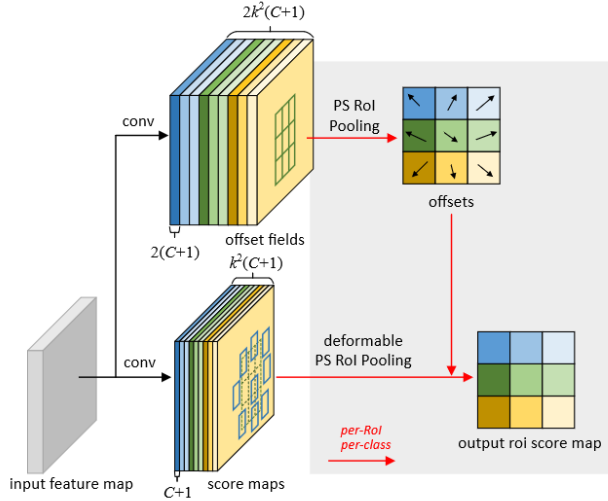 2k²(C+1)
conv
PS RoI
Pooling
offset fields
offsets
2(C+1)
k²(C+1)
conv
deformable
PS RoI Pooling
per-RoI
per-class
output roi score map
input feature map
score maps
C+1